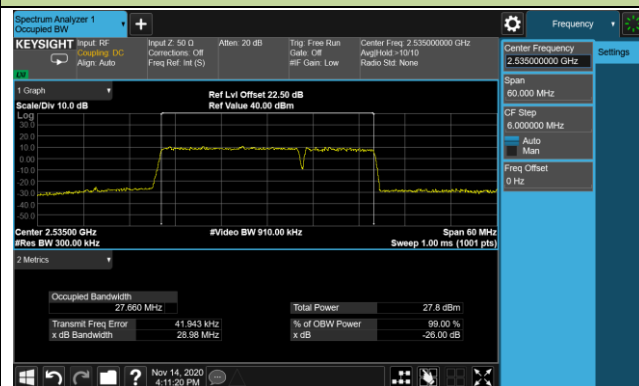 Spectrum Analyzer 1
Occupied BW
Frequency
KEYSIGHT
Input: RF
Coupling: DC
Align: Auto
Input Z: 50 Ω
Corrections: Off
Freq Ref: Int (S)
Atten: 20 dB
Trig: Free Run
Gate: Off
#IF Gain: Low
Center Freq: 2.535000000 GHz
Avg|Hold:>10/10
Radio Std: None
Center Frequency
2.535000000 GHz
Settings
Span
60.000 MHz
CF Step
6.000000 MHz
Auto
Man
Freq Offset
0 Hz
1 Graph
Scale/Div 10.0 dB
Ref Lvl Offset 22.50 dB
Ref Value 40.00 dBm
Log
30.0
20.0
10.0
0.00
-10.0
-20.0
-30.0
-40.0
-50.0
Center 2.53500 GHz
#Res BW 300.00 kHz
#Video BW 910.00 kHz
Span 60 MHz
Sweep 1.00 ms (1001 pts)
2 Metrics
Occupied Bandwidth
27.660 MHz
Total Power 27.8 dBm
Transmit Freq Error 41.943 kHz
% of OBW Power 99.00 %
x dB Bandwidth 28.98 MHz
x dB -26.00 dB
Nov 14, 2020
4:11:20 PM